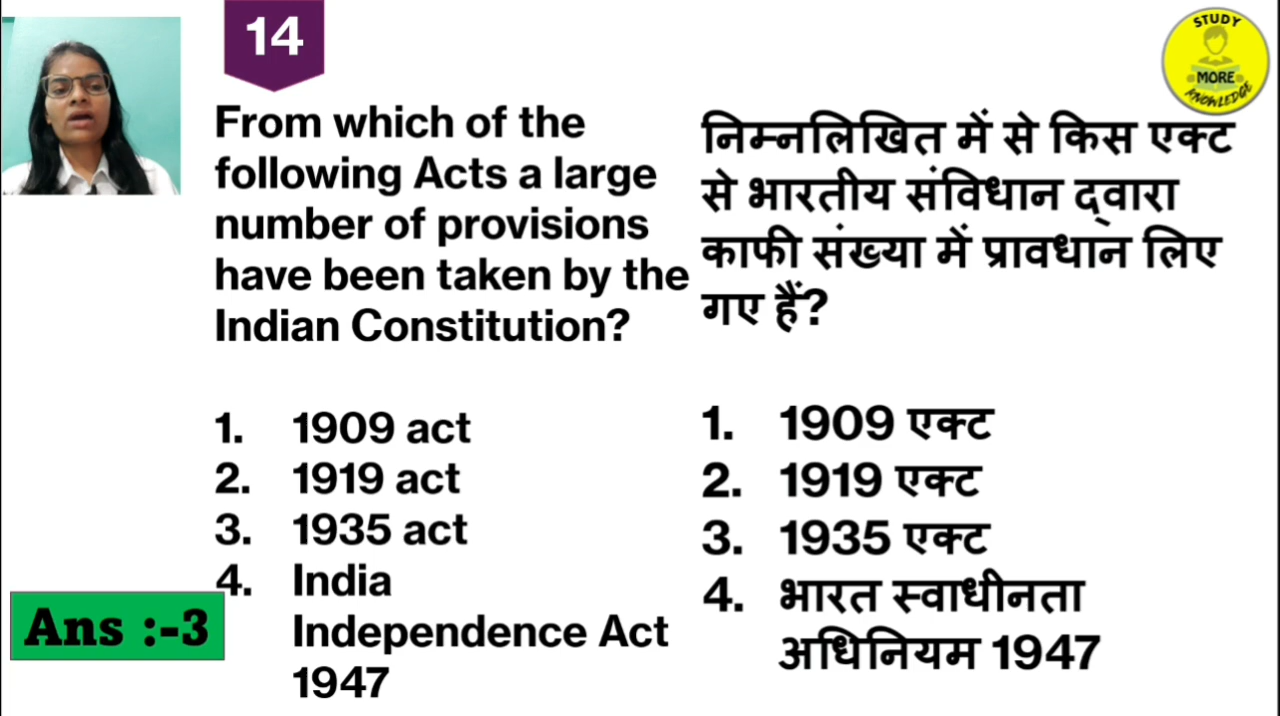 14
STUDY
MORE
KNOWLEDGE
From which of the
following Acts a large
number of provisions
have been taken by the
Indian Constitution?
1. 1909 act
2. 1919 act
3. 1935 act
4. India
Independence Act
1947
निम्नलिखित में से किस एक्ट
से भारतीय संविधान द्वारा
काफी संख्या में प्रावधान लिए
गए हैं?
1. 1909 एक्ट
2. 1919 एक्ट
3. 1935 एक्ट
4. भारत स्वाधीनता
अधिनियम 1947
Ans :-3